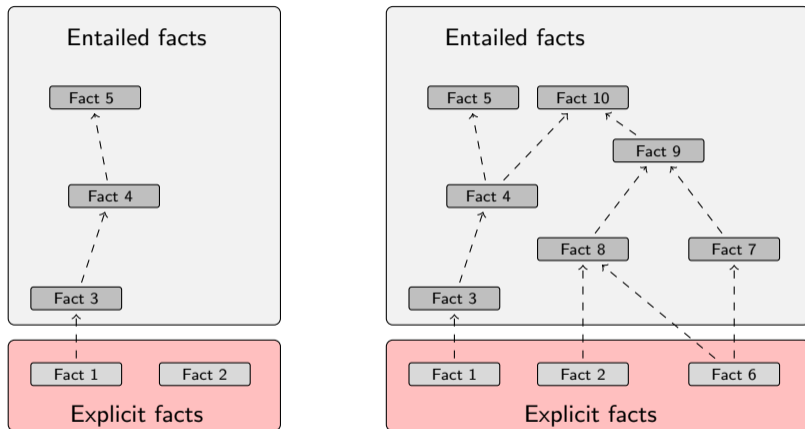 Entailed facts
Fact 5
Fact 4
Fact 3
Fact 1 Fact 2
Explicit facts
Entailed facts
Fact 5 Fact 10
Fact 9
Fact 4
Fact 8 Fact 7
Fact 3
Fact 1 Fact 2 Fact 6
Explicit facts